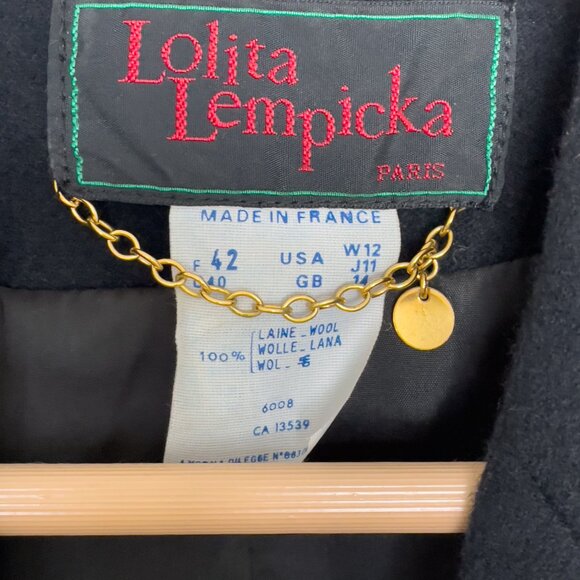 Lolita
Lempicka
PARIS
MADE IN FRANCE
F 42 USA W12
J11
40 GB 14
100% LAINE_WOOL
WOLLE_LANA
WOL_
6008
CA 13539